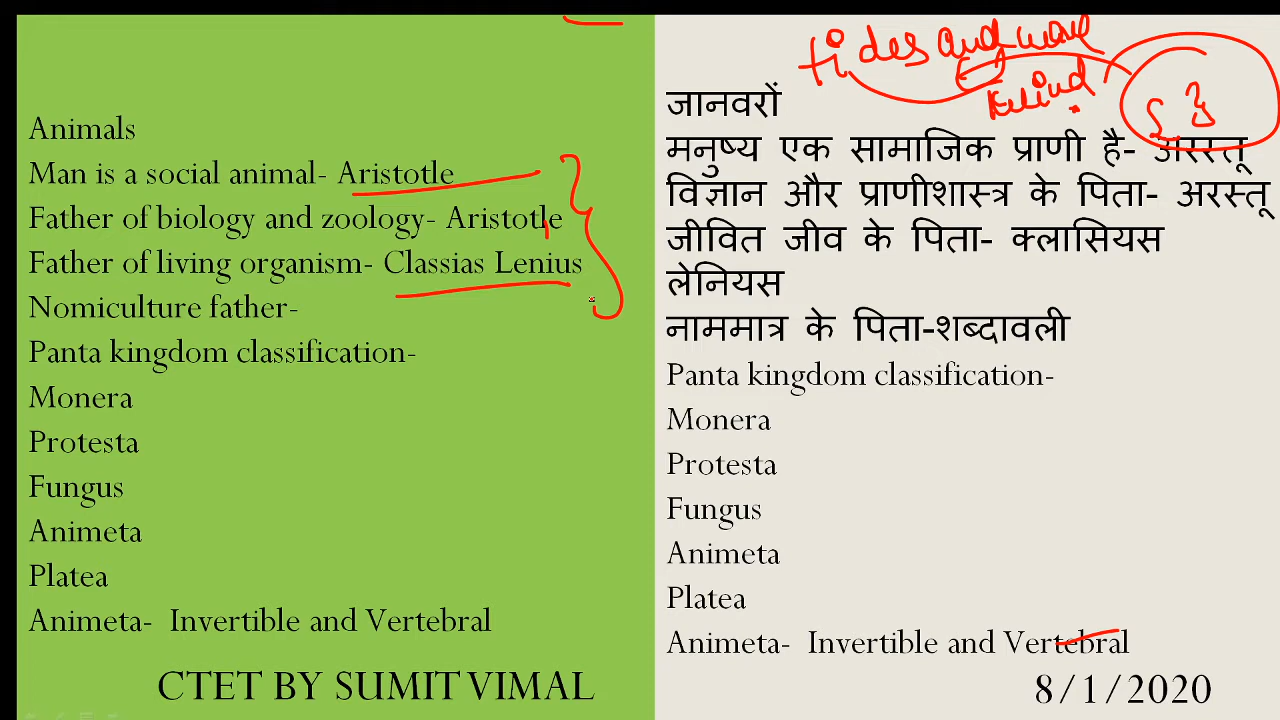 Animals
Man is a social animal- Aristotle
Father of biology and zoology- Aristotle
Father of living organism- Classias Lenius
Nomiculture father-
Panta kingdom classification-
Monera
Protesta
Fungus
Animeta
Platea
Animeta- Invertible and Vertebral
CTET BY SUMIT VIMAL
tides and
जानवरों
मनुष्य एक सामाजिक प्राणी है- अरस्तू
विज्ञान और प्राणीशास्त्र के पिता- अरस्तू
जीवित जीव के पिता- क्लासियस
लेनियस
नाममात्र के पिता-शब्दावली
Panta kingdom classification-
Monera
Protesta
Fungus
Animeta
Platea
Animeta- Invertible and Vertebral
8/1/2020